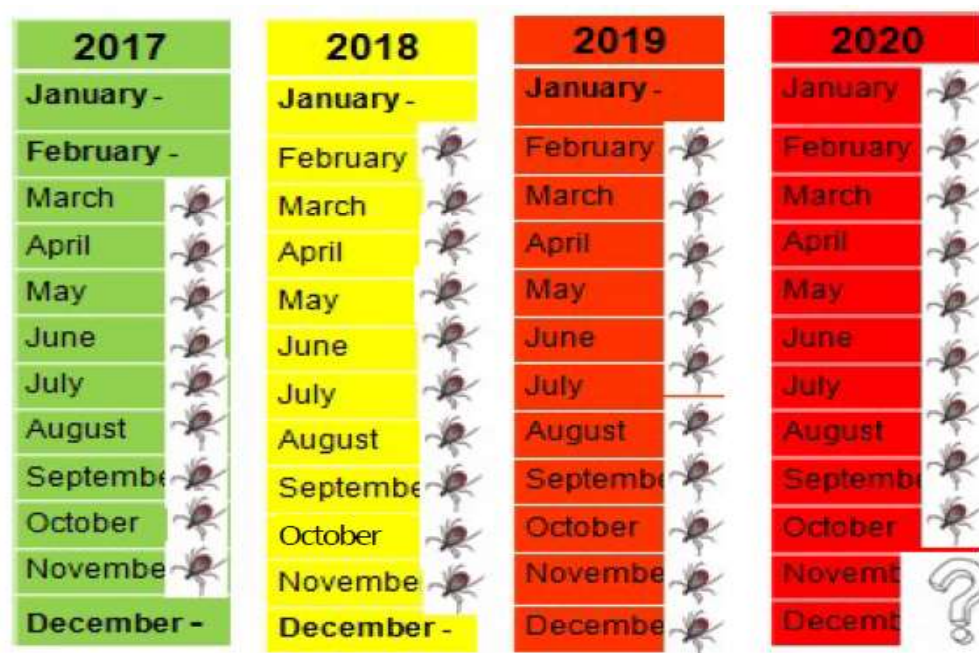 2017
January -
February -
March
April
May
June
July
August
Septembe
October
Novembe
December -
2018
January -
February
March
April
May
June
July
August
Septembe
October
Novembe
December -
2019
January -
February
March
April
May
June
July
August
Septembe
October
Novembe
Decembe
2020
January
February
March
April
May
June
July
August
Septembe
October
Novemb
Decemb
?